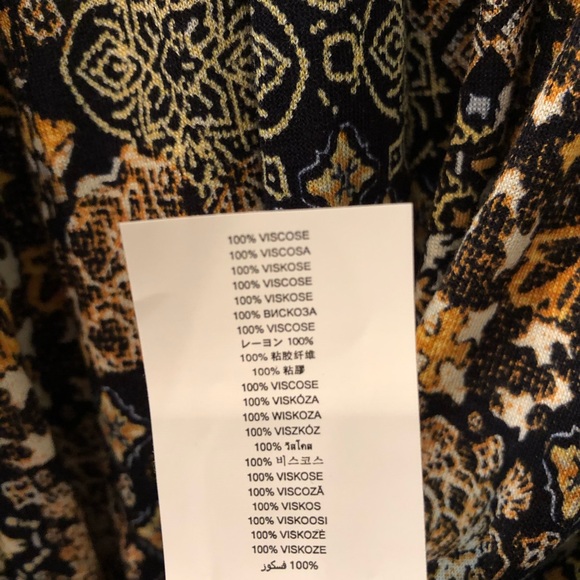 100% VISCOSE
100% VISCOSA
100% VISKOSE
100% VISCOSE
100% VISKOSE
100% ВИСКОЗА
100% VISCOSE
レーヨン 100%
100% 粘胶纤维
100% 粘膠
100% VISCOSE
100% VISKÓZA
100% WISKOZA
100% VISZKÓZ
100% วิสโคส
100% 비스코스
100% VISKOSE
100% VISCOZĂ
100% VISKOS
100% VISKOOSI
100% VISKOZĖ
100% VISKOZE
100% فسكوز